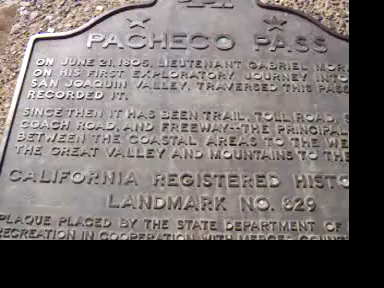 PACHECO PASS
ON JUNE 21, 1805, LIEUTENANT GABRIEL MORA
ON HIS FIRST EXPLORATORY JOURNEY INTO
SAN JOAQUIN VALLEY, TRAVERSED THIS PASS
RECORDED IT.
SINCE THEN IT HAS BEEN TRAIL, TOLL ROAD, S
COACH ROAD, AND FREEWAY--THE PRINCIPAL
BETWEEN THE COASTAL AREAS TO THE WE
THE GREAT VALLEY AND MOUNTAINS TO THE
CALIFORNIA REGISTERED HISTO
LANDMARK NO. 829
PLAQUE PLACED BY THE STATE DEPARTMENT OF
RECREATION IN COOPERATION WITH MERCED COUNTY